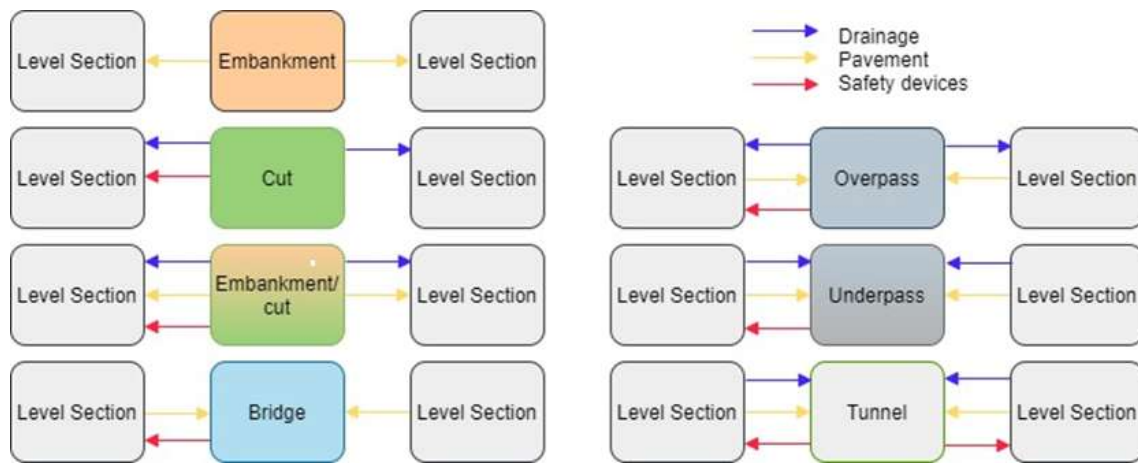 Level Section
Embankment
Level Section
Drainage
Pavement
Safety devices
Level Section
Cut
Level Section
Level Section
Overpass
Level Section
Level Section
Embankment/
cut
Level Section
Level Section
Underpass
Level Section
Level Section
Bridge
Level Section
Level Section
Tunnel
Level Section